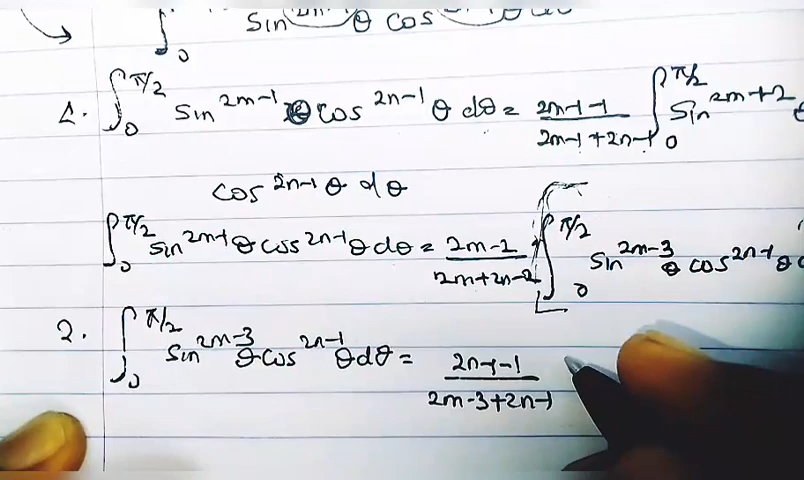 ∫₀ Sin θ Cos
1. ∫₀^π/2 Sin^2m-1 θ cos^2n-1 θ dθ = 2m-1-1 / 2m-1+2n-1 ∫₀^π/2 Sin^2m+2 θ
cos^2n-1 θ dθ
∫₀^π/2 sin^2m-1 θ cos^2n-1 θ dθ = 2m-2 / 2m+2n-2 ∫₀^π/2 sin^2m-3 θ cos^2n-1 θ
2. ∫₀^π/2 Sin^2m-3 θ cos^2n-1 θ dθ = 2n-1-1 / 2m-3+2n-1